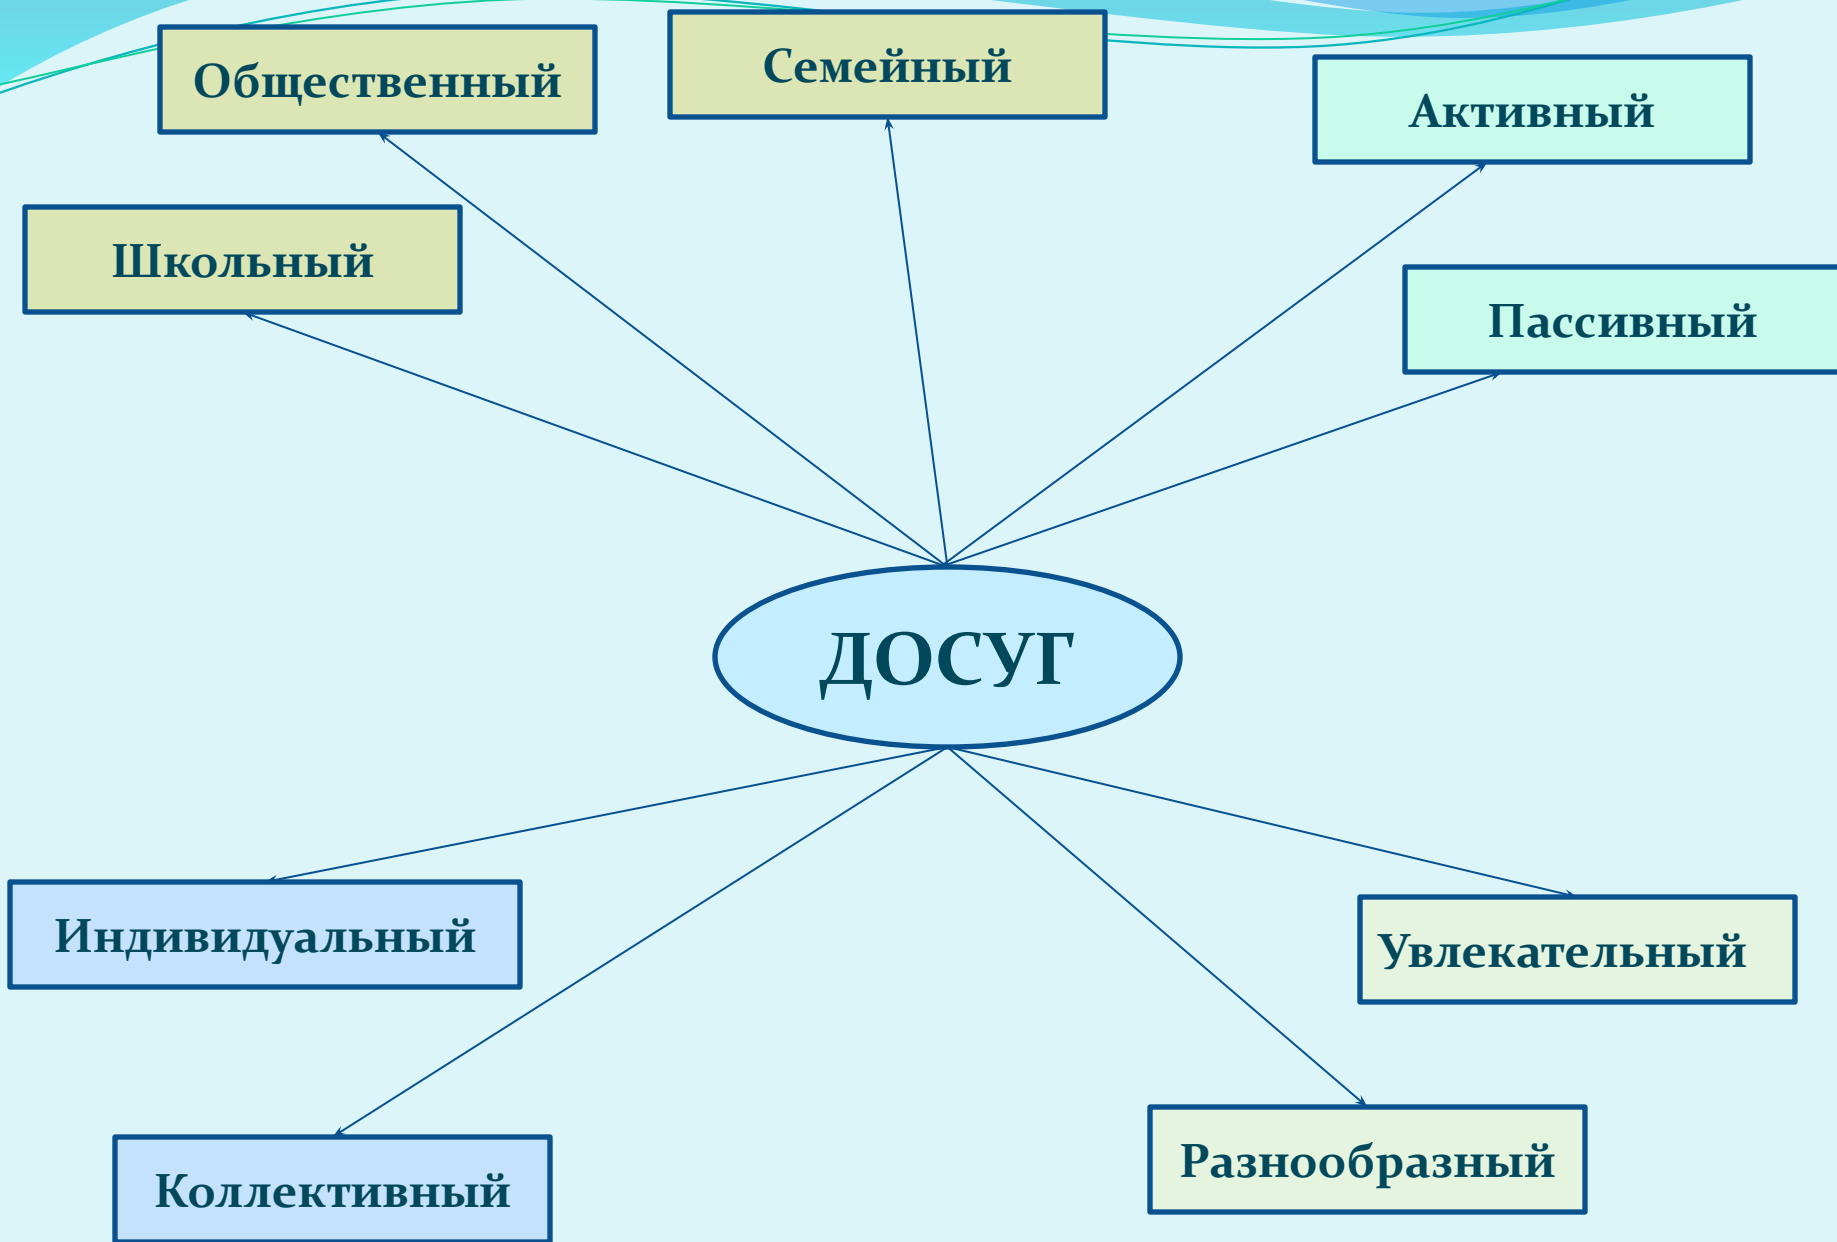 Общественный
Семейный
Активный
Школьный
Пассивный
ДОСУГ
Индивидуальный
Увлекательный
Разнообразный
Коллективный